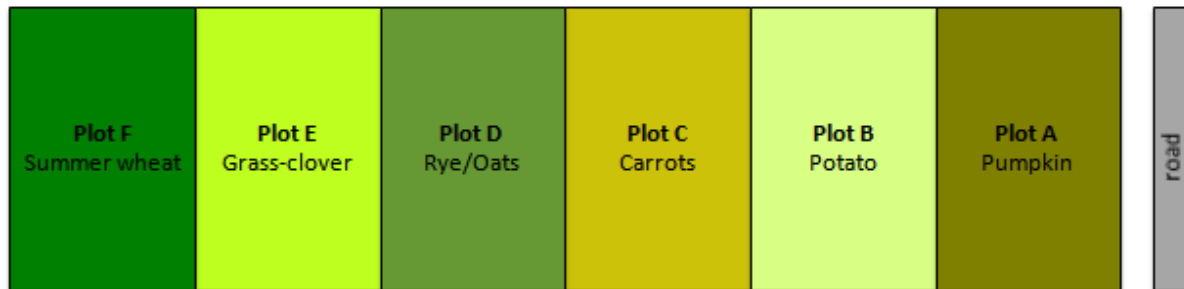 Plot F
Summer wheat
Plot E
Grass-clover
Plot D
Rye/Oats
Plot C
Carrots
Plot B
Potato
Plot A
Pumpkin
road